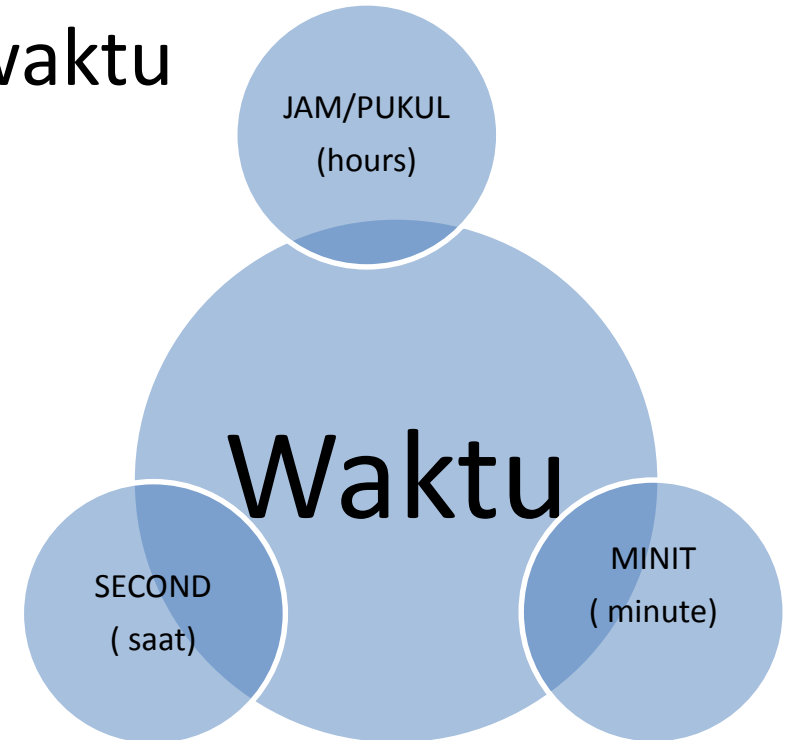 waktu
JAM/PUKUL
(hours)
Waktu
SECOND
( saat)
MINIT
( minute)